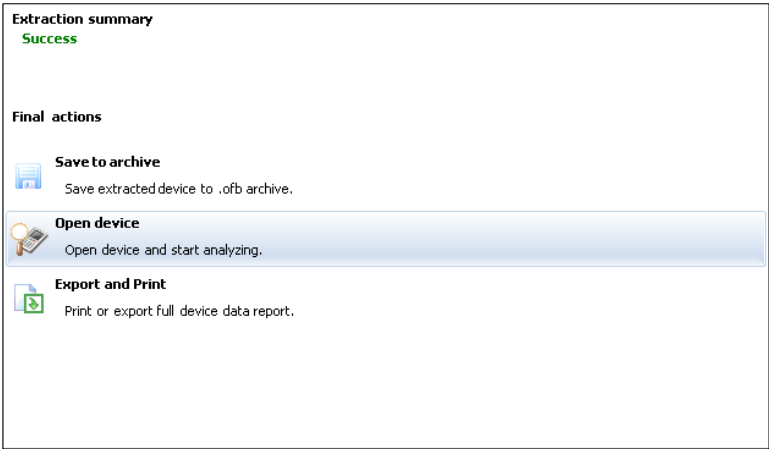 Extraction summary
Success
Final actions
Save to archive
Save extracted device to .ofb archive.
Open device
Open device and start analyzing.
Export and Print
Print or export full device data report.